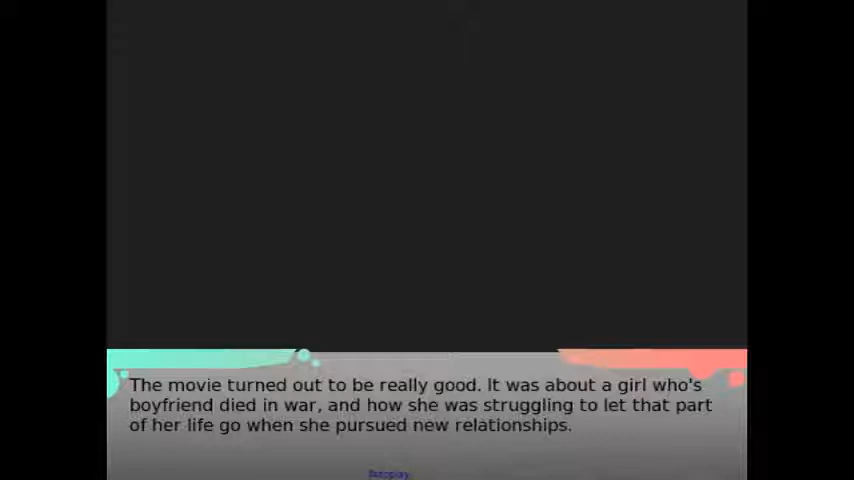 The movie turned out to be really good. It was about a girl who's
boyfriend died in war, and how she was struggling to let that part
of her life go when she pursued new relationships.